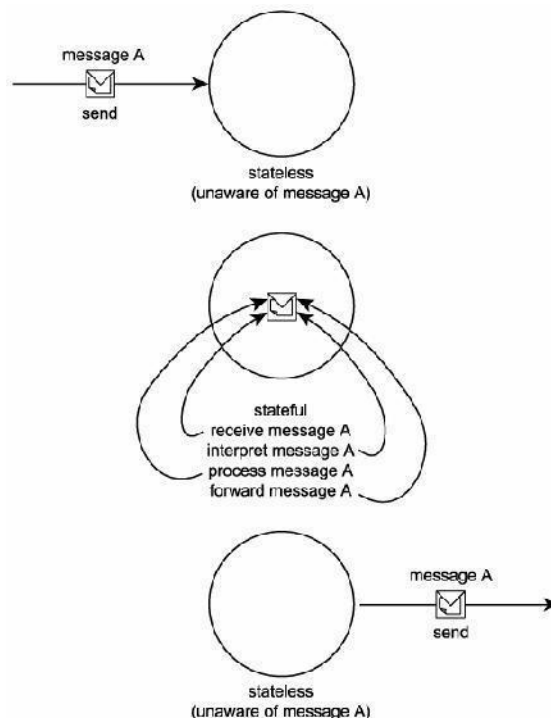 message A
send
stateless
(unaware of message A)
stateful
receive message A
interpret message A
process message A
forward message A
message A
send
stateless
(unaware of message A)